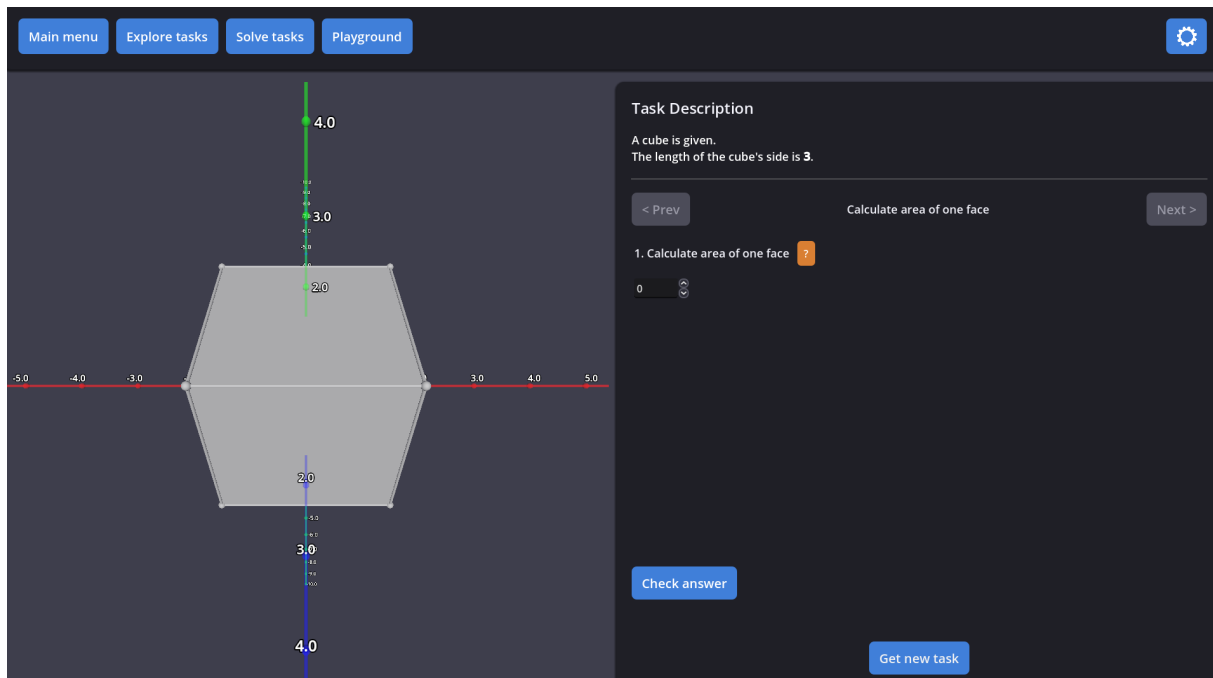 Main menu
Explore tasks
Solve tasks
Playground
4.0
3.0
2.0
-5.0 -4.0 -3.0 3.0 4.0 5.0
2.0
3.0
4.0
Task Description
A cube is given.
The length of the cube's side is 3.
< Prev
Calculate area of one face
Next >
1. Calculate area of one face ?
0
Check answer
Get new task